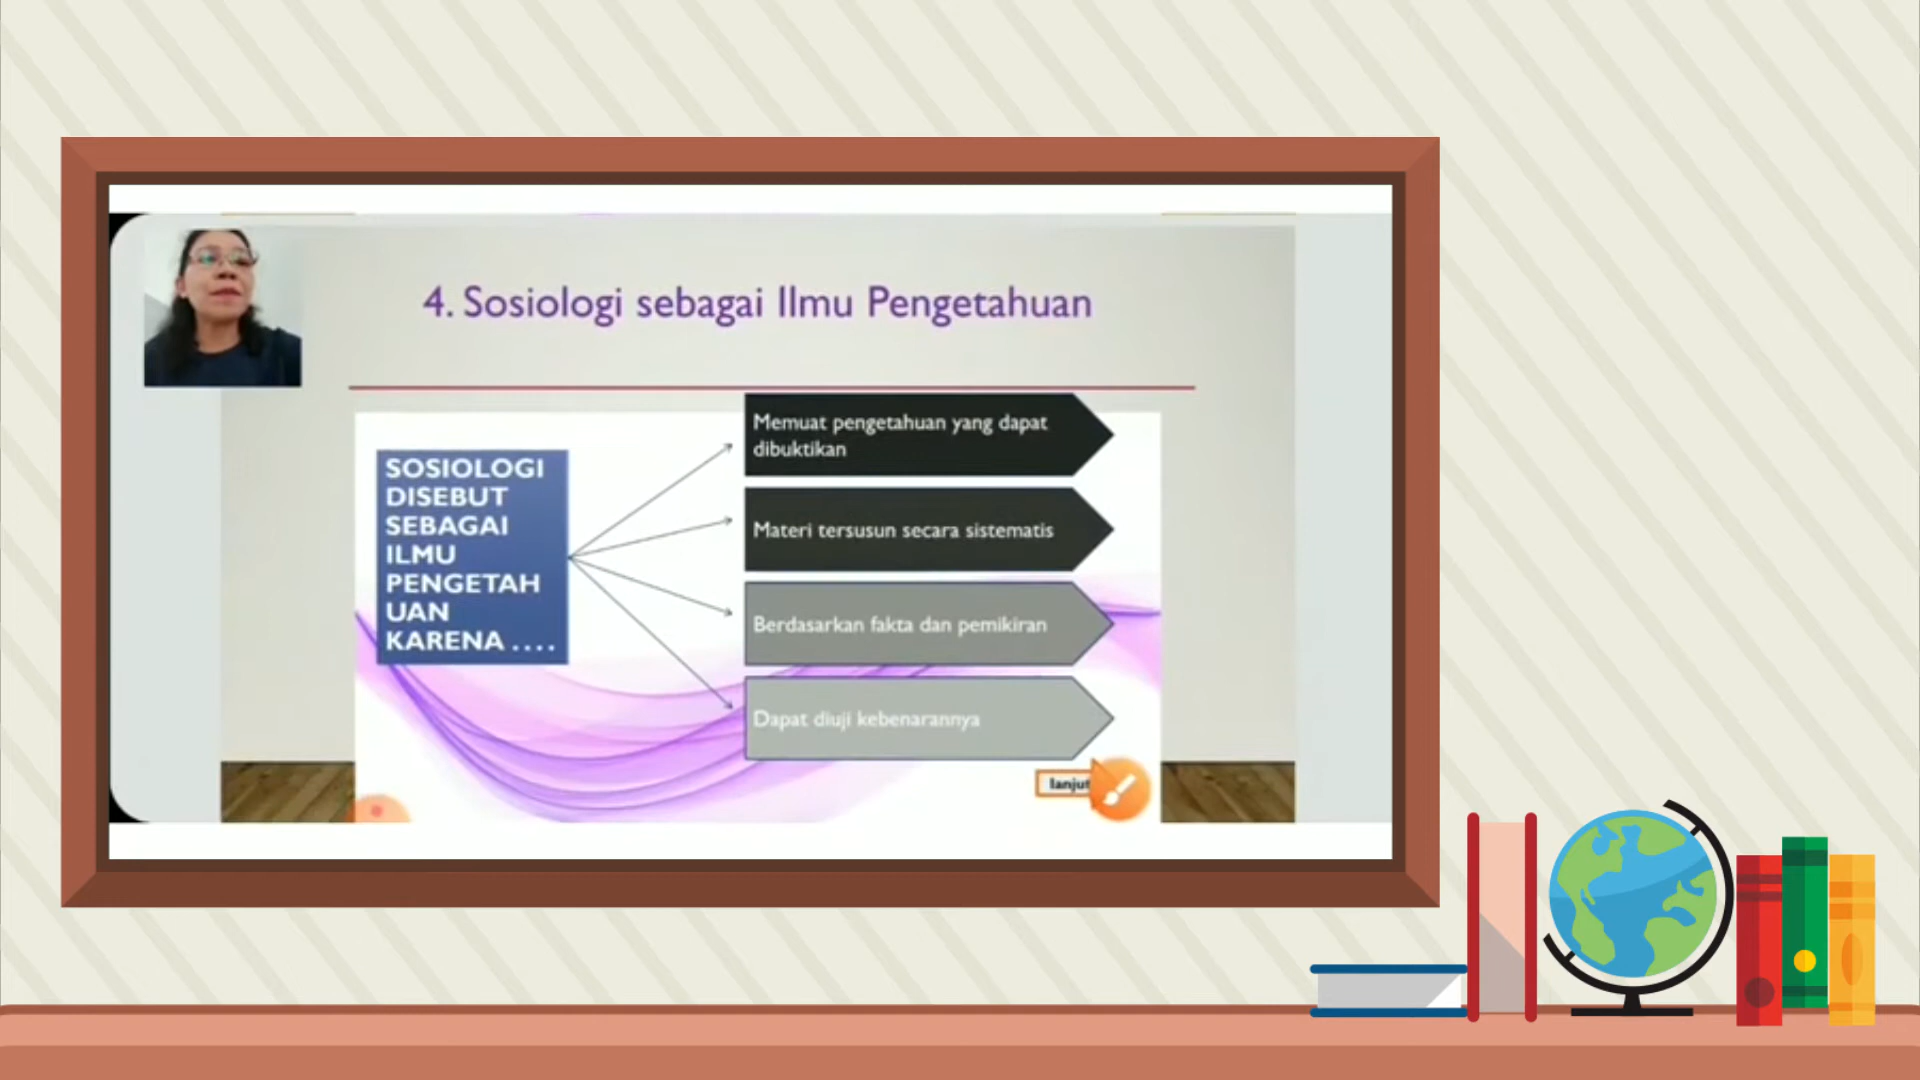 4. Sosiologi sebagai Ilmu Pengetahuan
SOSIOLOGI
DISEBUT
SEBAGAI
ILMU
PENGETAH
UAN
KARENA ....
Memuat pengetahuan yang dapat
dibuktikan
Materi tersusun secara sistematis
Berdasarkan fakta dan pemikiran
Dapat diuji kebenarannya
lanjut